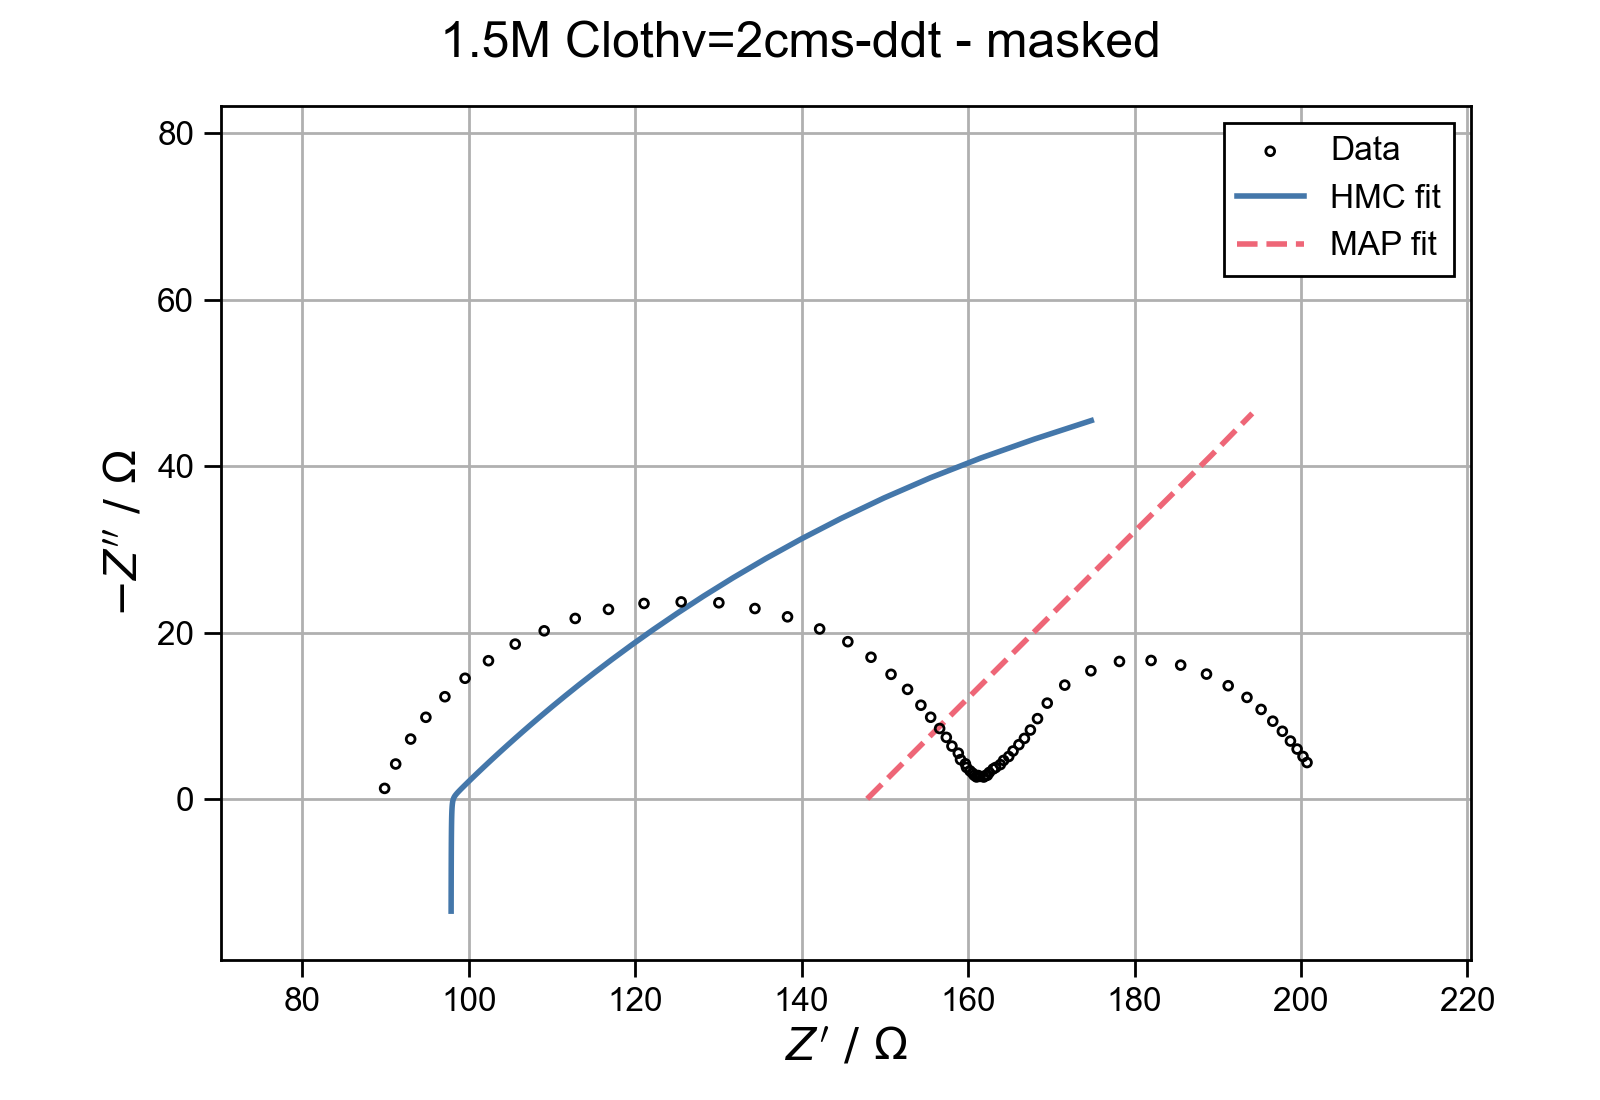 1.5M Clothv=2cms-ddt - masked
80
60
40
20
0
−Z′′ / Ω
Data
HMC fit
MAP fit
80 100 120 140 160 180 200 220
Z′ / Ω